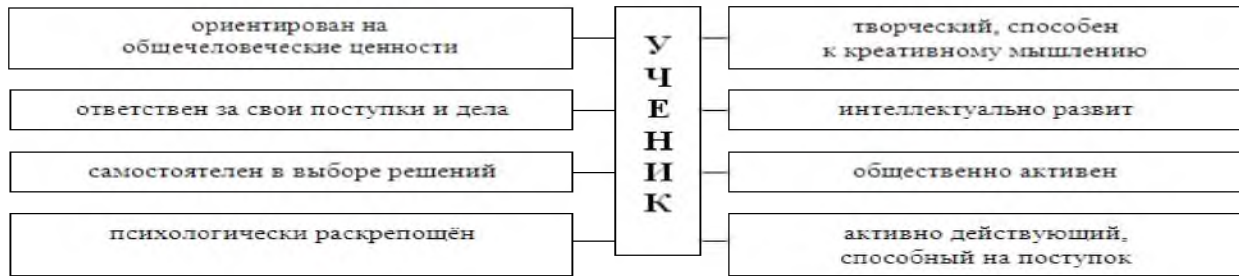 ориентирован на
общечеловеческие ценности
ответствен за свои поступки и дела
самостоятелен в выборе решений
психологически раскрепощён
УЧЕНИК
творческий, способен
к креативному мышлению
интеллектуально развит
общественно активен
активно действующий,
способный на поступок